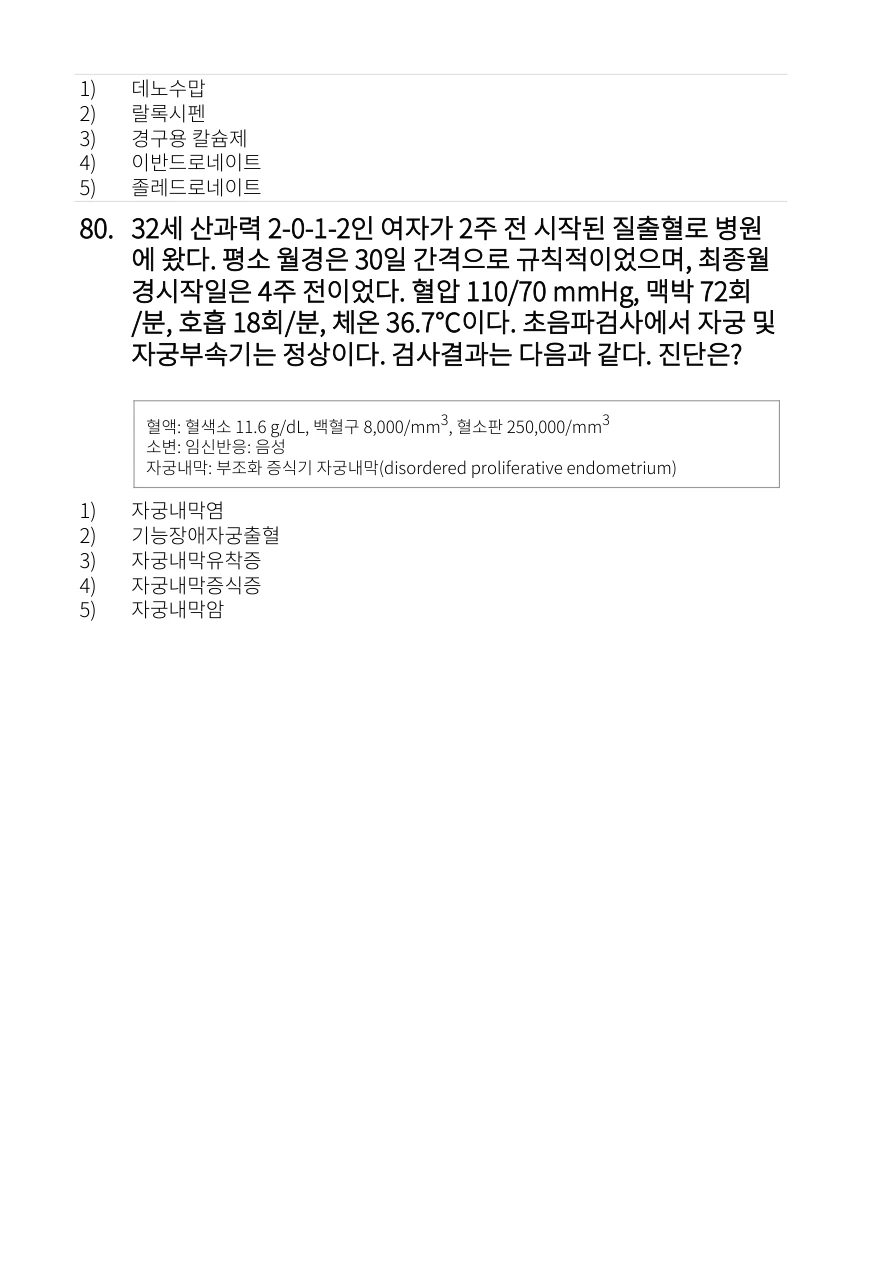 1) 데노수맙
2) 랄록시펜
3) 경구용 칼슘제
4) 이반드로네이트
5) 졸레드로네이트
80. 32세 산과력 2-0-1-2인 여자가 2주 전 시작된 질출혈로 병원
에 왔다. 평소 월경은 30일 간격으로 규칙적이었으며, 최종월
경시작일은 4주 전이었다. 혈압 110/70 mmHg, 맥박 72회
/분, 호흡 18회/분, 체온 36.7℃이다. 초음파검사에서 자궁 및
자궁부속기는 정상이다. 검사결과는 다음과 같다. 진단은?
혈액: 혈색소 11.6 g/dL, 백혈구 8,000/mm³, 혈소판 250,000/mm³
소변: 임신반응: 음성
자궁내막: 부조화 증식기 자궁내막(disordered proliferative endometrium)
1) 자궁내막염
2) 기능장애자궁출혈
3) 자궁내막유착증
4) 자궁내막증식증
5) 자궁내막암